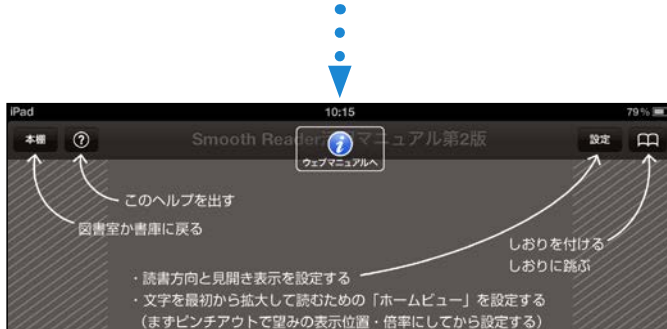 iPad 10:15 79%
本棚 ? Smooth Reader マニュアル第2版 設定
ウェブマニュアルへ
このヘルプを出す
図書室か書庫に戻る
しおりを付ける
しおりに跳ぶ
・読書方向と見開き表示を設定する
・文字を最初から拡大して読むための「ホームビュー」を設定する
（まずピンチアウトで望みの表示位置・倍率にしてから設定する）